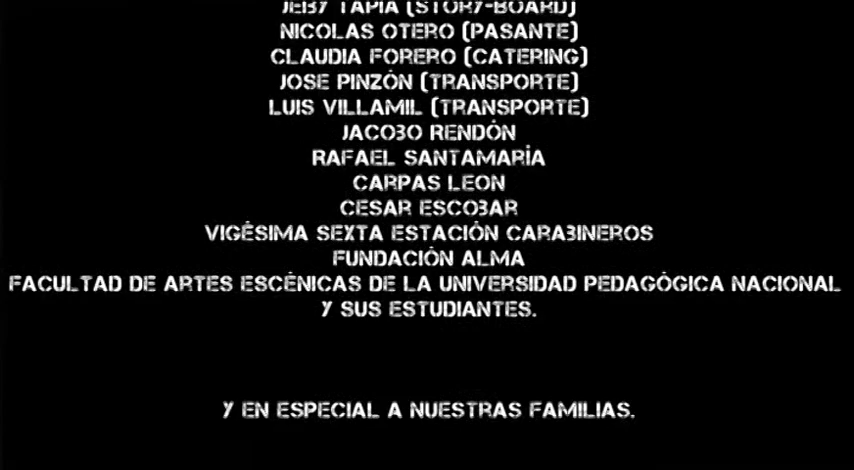 JEBY TAPIA (STORY-BOARD)
NICOLAS OTERO (PASANTE)
CLAUDIA FORERO (CATERING)
JOSE PINZÓN (TRANSPORTE)
LUIS VILLAMIL (TRANSPORTE)
JACOBO RENDÓN
RAFAEL SANTAMARÍA
CARPAS LEON
CESAR ESCOBAR
VIGÉSIMA SEXTA ESTACIÓN CARABINEROS
FUNDACIÓN ALMA
FACULTAD DE ARTES ESCÉNICAS DE LA UNIVERSIDAD PEDAGÓGICA NACIONAL
Y SUS ESTUDIANTES.
Y EN ESPECIAL A NUESTRAS FAMILIAS.